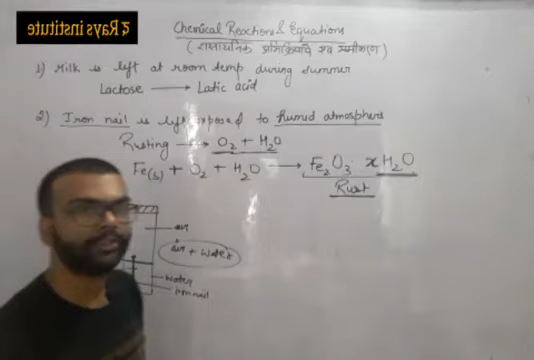 Z Rays institute
Chemical Reactions & Equations
(रासायनिक अभिक्रियाएँ एवं समीकरण)
1) Milk is left at room temp during summer
Lactose → Latic acid
2) Iron nail is left exposed to humid atmosphere
Rusting → O₂ + H₂O
Fe(s) + O₂ + H₂O → Fe₂O₃ xH₂O
Rust
air
air + water
water
Iron nail